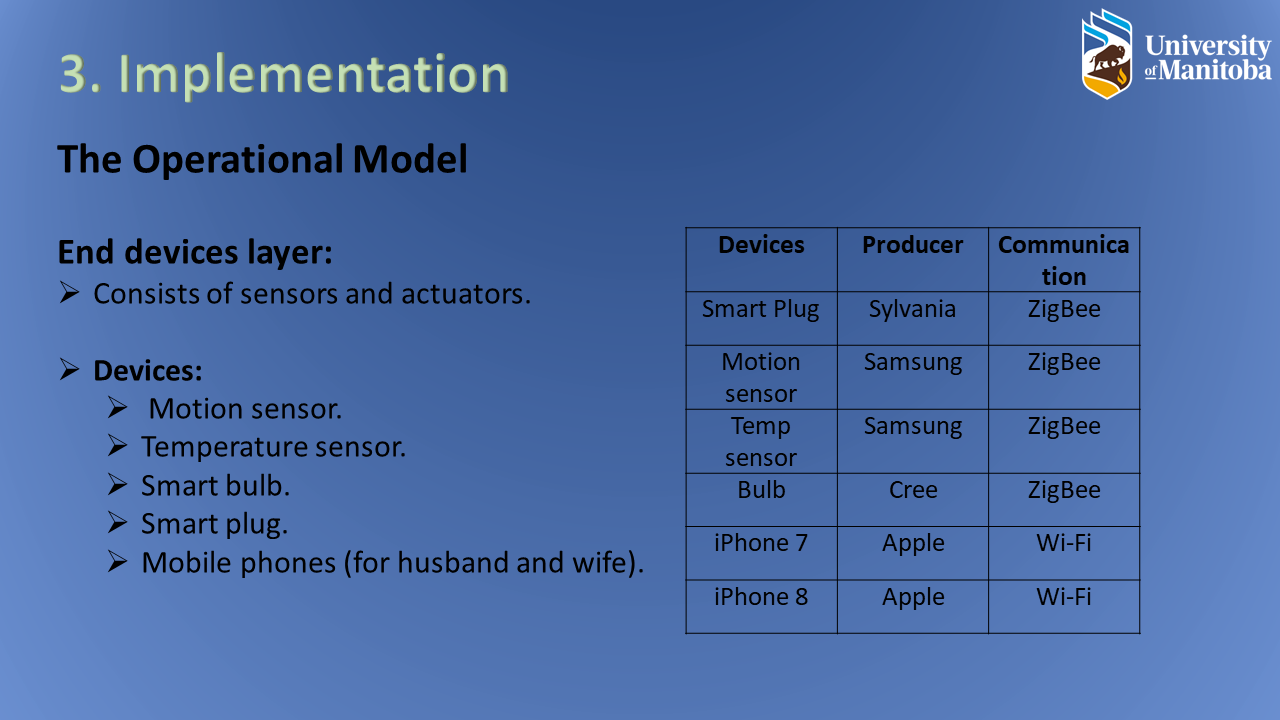 3. Implementation
University
of Manitoba
The Operational Model
End devices layer:
➢ Consists of sensors and actuators.
➢ Devices:
➢ Motion sensor.
➢ Temperature sensor.
➢ Smart bulb.
➢ Smart plug.
➢ Mobile phones (for husband and wife).
Devices Producer Communica
tion
Smart Plug Sylvania ZigBee
Motion Samsung ZigBee
sensor
Temp Samsung ZigBee
sensor
Bulb Cree ZigBee
iPhone 7 Apple Wi-Fi
iPhone 8 Apple Wi-Fi